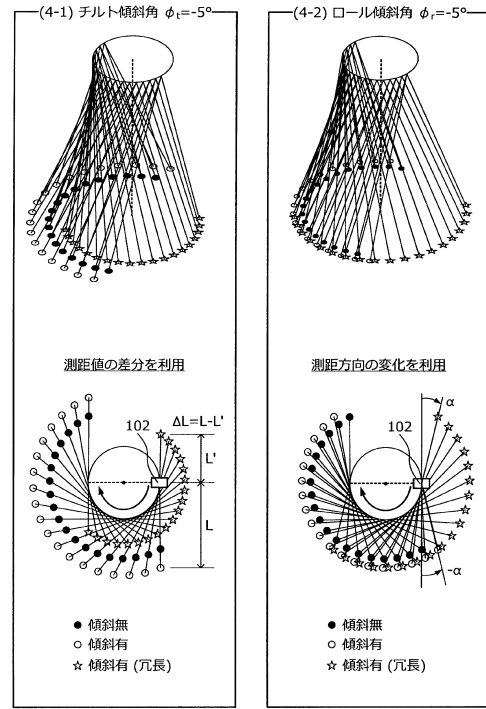 (4-1) チルト傾斜角 φt=-5°
測距値の差分を利用
102
ΔL=L-L'
L'
L
● 傾斜無
○ 傾斜有
☆ 傾斜有 (冗長)
(4-2) ロール傾斜角 φr=-5°
測距方向の変化を利用
102
α
-α
● 傾斜無
○ 傾斜有
☆ 傾斜有 (冗長)